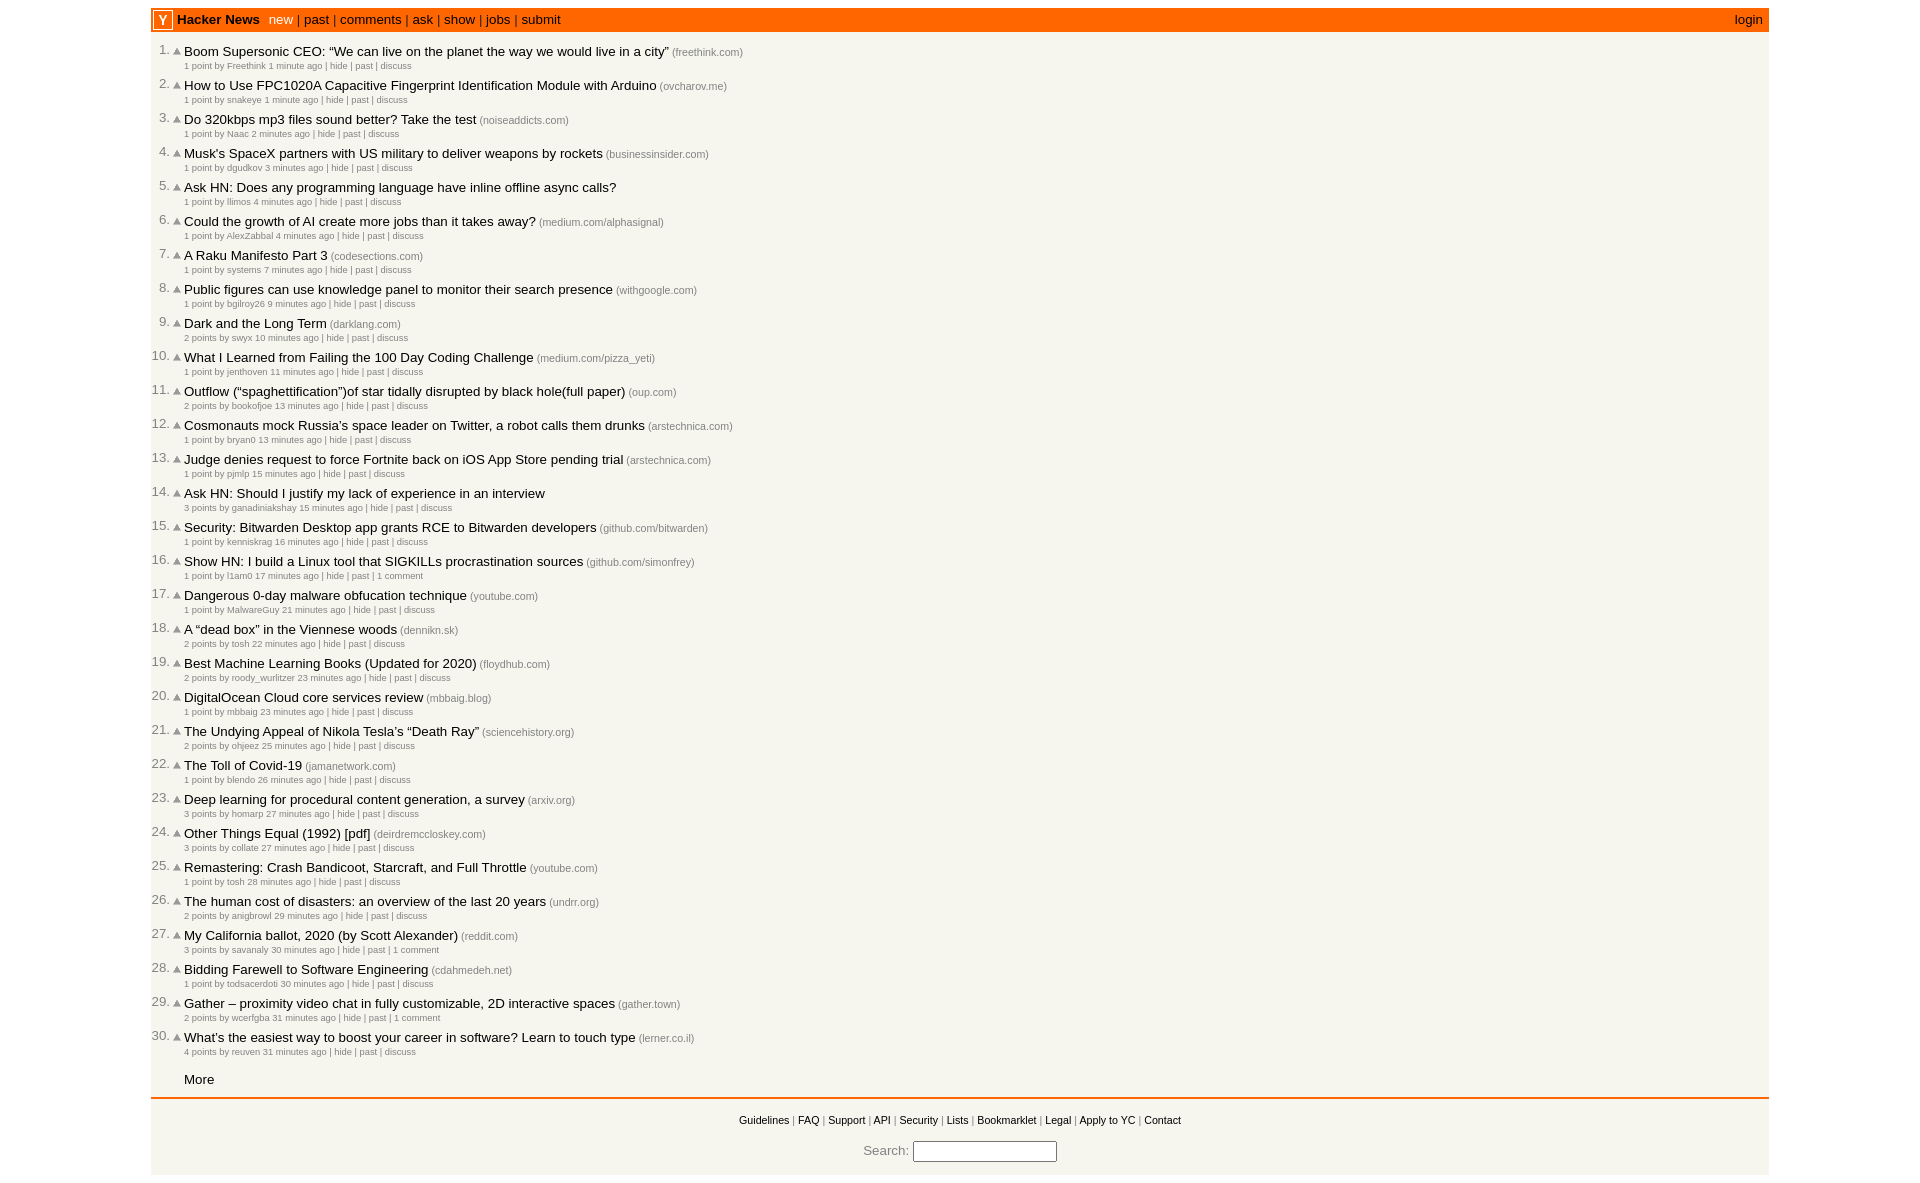 Y Hacker News new | past | comments | ask | show | jobs | submit login
1. Boom Supersonic CEO: “We can live on the planet the way we would live in a city” (freethink.com)
1 point by Freethink 1 minute ago | hide | past | discuss
2. How to Use FPC1020A Capacitive Fingerprint Identification Module with Arduino (ovcharov.me)
1 point by snakeye 1 minute ago | hide | past | discuss
3. Do 320kbps mp3 files sound better? Take the test (noiseaddicts.com)
1 point by Naac 2 minutes ago | hide | past | discuss
4. Musk's SpaceX partners with US military to deliver weapons by rockets (businessinsider.com)
1 point by dgudkov 3 minutes ago | hide | past | discuss
5. Ask HN: Does any programming language have inline offline async calls?
1 point by llimos 4 minutes ago | hide | past | discuss
6. Could the growth of AI create more jobs than it takes away? (medium.com/alphasignal)
1 point by AlexZabbal 4 minutes ago | hide | past | discuss
7. A Raku Manifesto Part 3 (codesections.com)
1 point by systems 7 minutes ago | hide | past | discuss
8. Public figures can use knowledge panel to monitor their search presence (withgoogle.com)
1 point by bgilroy26 9 minutes ago | hide | past | discuss
9. Dark and the Long Term (darklang.com)
2 points by swyx 10 minutes ago | hide | past | discuss
10. What I Learned from Failing the 100 Day Coding Challenge (medium.com/pizza_yeti)
1 point by jenthoven 11 minutes ago | hide | past | discuss
11. Outflow (“spaghettification”)of star tidally disrupted by black hole(full paper) (oup.com)
2 points by bookofjoe 13 minutes ago | hide | past | discuss
12. Cosmonauts mock Russia’s space leader on Twitter, a robot calls them drunks (arstechnica.com)
1 point by bryan0 13 minutes ago | hide | past | discuss
13. Judge denies request to force Fortnite back on iOS App Store pending trial (arstechnica.com)
1 point by pjmlp 15 minutes ago | hide | past | discuss
14. Ask HN: Should I justify my lack of experience in an interview
3 points by ganadiniakshay 15 minutes ago | hide | past | discuss
15. Security: Bitwarden Desktop app grants RCE to Bitwarden developers (github.com/bitwarden)
1 point by kenniskrag 16 minutes ago | hide | past | discuss
16. Show HN: I build a Linux tool that SIGKILLs procrastination sources (github.com/simonfrey)
1 point by l1am0 17 minutes ago | hide | past | 1 comment
17. Dangerous 0-day malware obfucation technique (youtube.com)
1 point by MalwareGuy 21 minutes ago | hide | past | discuss
18. A “dead box” in the Viennese woods (dennikn.sk)
2 points by tosh 22 minutes ago | hide | past | discuss
19. Best Machine Learning Books (Updated for 2020) (floydhub.com)
2 points by roody_wurlitzer 23 minutes ago | hide | past | discuss
20. DigitalOcean Cloud core services review (mbbaig.blog)
1 point by mbbaig 23 minutes ago | hide | past | discuss
21. The Undying Appeal of Nikola Tesla’s “Death Ray” (sciencehistory.org)
2 points by ohjeez 25 minutes ago | hide | past | discuss
22. The Toll of Covid-19 (jamanetwork.com)
1 point by blendo 26 minutes ago | hide | past | discuss
23. Deep learning for procedural content generation, a survey (arxiv.org)
3 points by homarp 27 minutes ago | hide | past | discuss
24. Other Things Equal (1992) [pdf] (deirdremccloskey.com)
3 points by collate 27 minutes ago | hide | past | discuss
25. Remastering: Crash Bandicoot, Starcraft, and Full Throttle (youtube.com)
1 point by tosh 28 minutes ago | hide | past | discuss
26. The human cost of disasters: an overview of the last 20 years (undrr.org)
2 points by anigbrowl 29 minutes ago | hide | past | discuss
27. My California ballot, 2020 (by Scott Alexander) (reddit.com)
3 points by savanaly 30 minutes ago | hide | past | 1 comment
28. Bidding Farewell to Software Engineering (cdahmedeh.net)
1 point by todsacerdoti 30 minutes ago | hide | past | discuss
29. Gather – proximity video chat in fully customizable, 2D interactive spaces (gather.town)
2 points by wcerfgba 31 minutes ago | hide | past | 1 comment
30. What’s the easiest way to boost your career in software? Learn to touch type (lerner.co.il)
4 points by reuven 31 minutes ago | hide | past | discuss
More
Guidelines | FAQ | Support | API | Security | Lists | Bookmarklet | Legal | Apply to YC | Contact
Search: